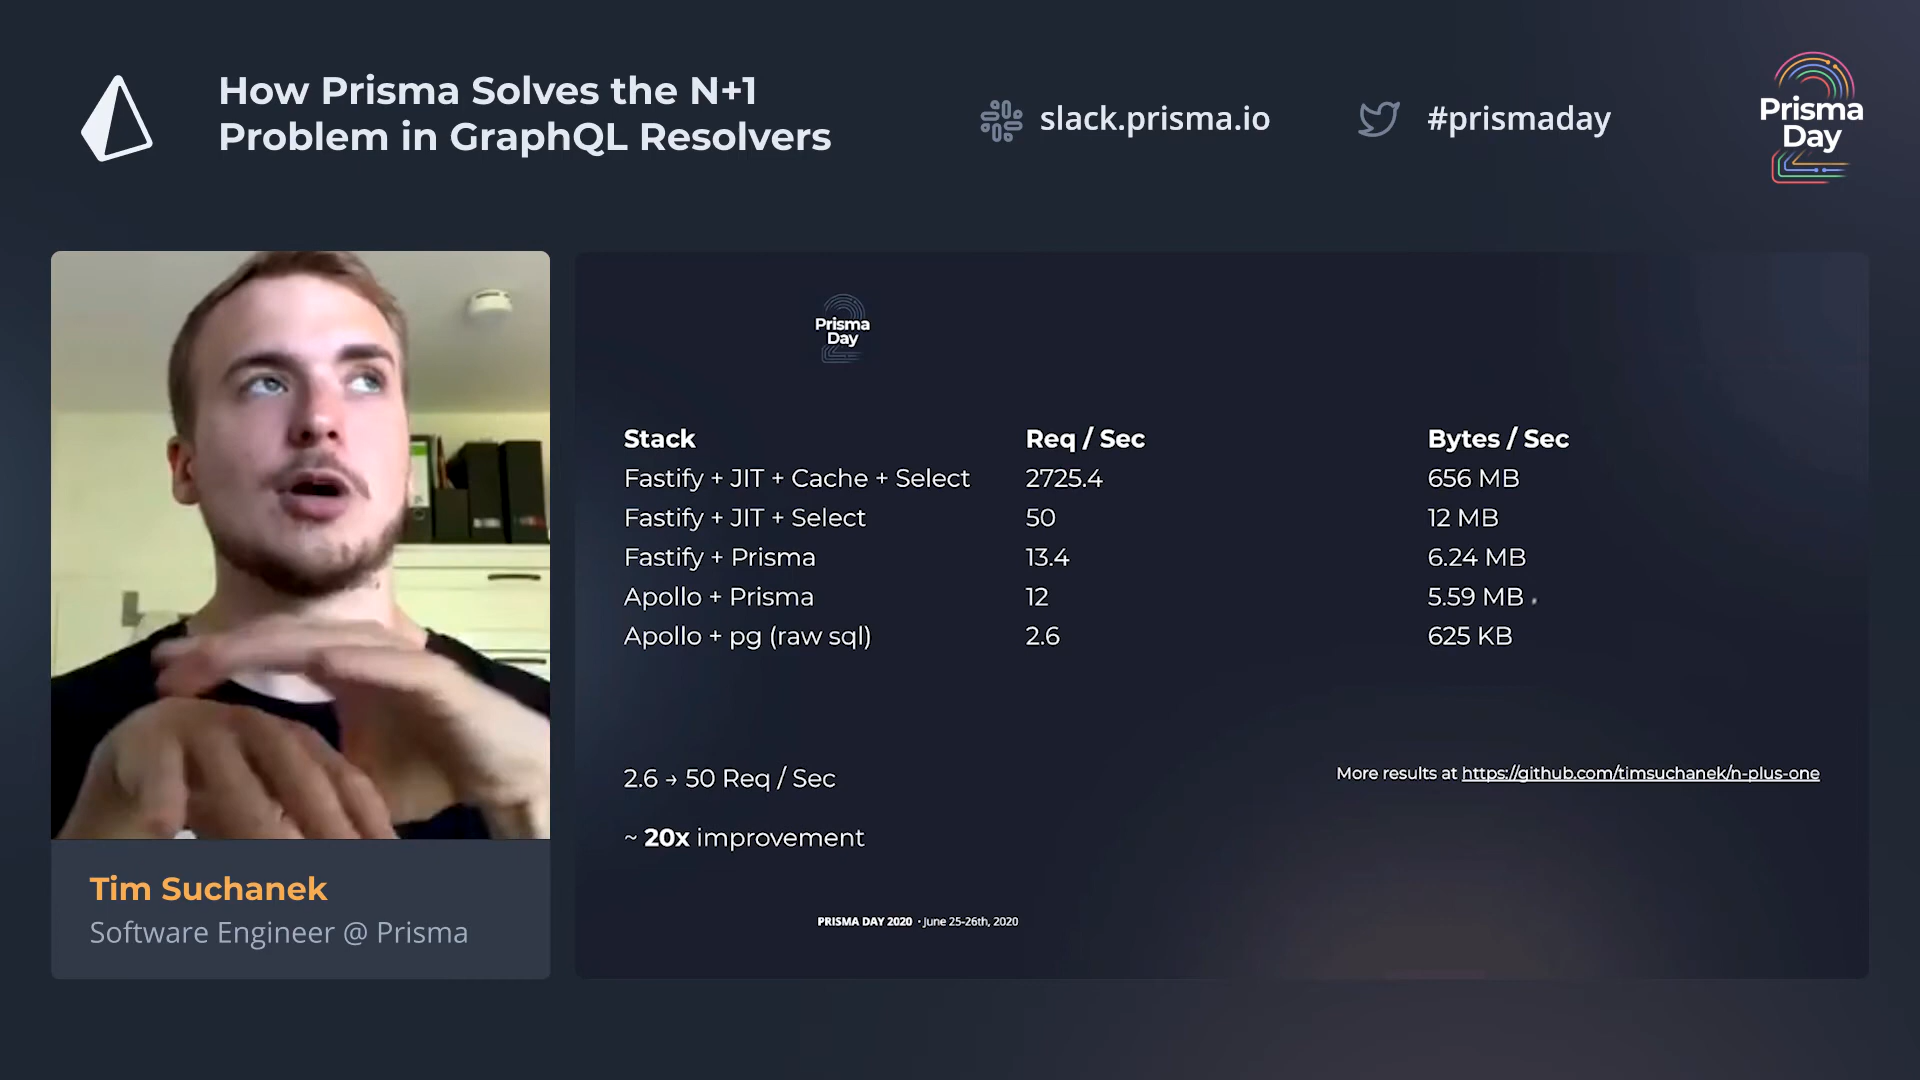 How Prisma Solves the N+1
Problem in GraphQL Resolvers
slack.prisma.io
#prismaday
Prisma
Day
Prisma
Day
Stack Req / Sec Bytes / Sec
Fastify + JIT + Cache + Select 2725.4 656 MB
Fastify + JIT + Select 50 12 MB
Fastify + Prisma 13.4 6.24 MB
Apollo + Prisma 12 5.59 MB
Apollo + pg (raw sql) 2.6 625 KB
2.6 → 50 Req / Sec
More results at https://github.com/timsuchanek/n-plus-one
~ 20x improvement
PRISMA DAY 2020 · June 25-26th, 2020
Tim Suchanek
Software Engineer @ Prisma